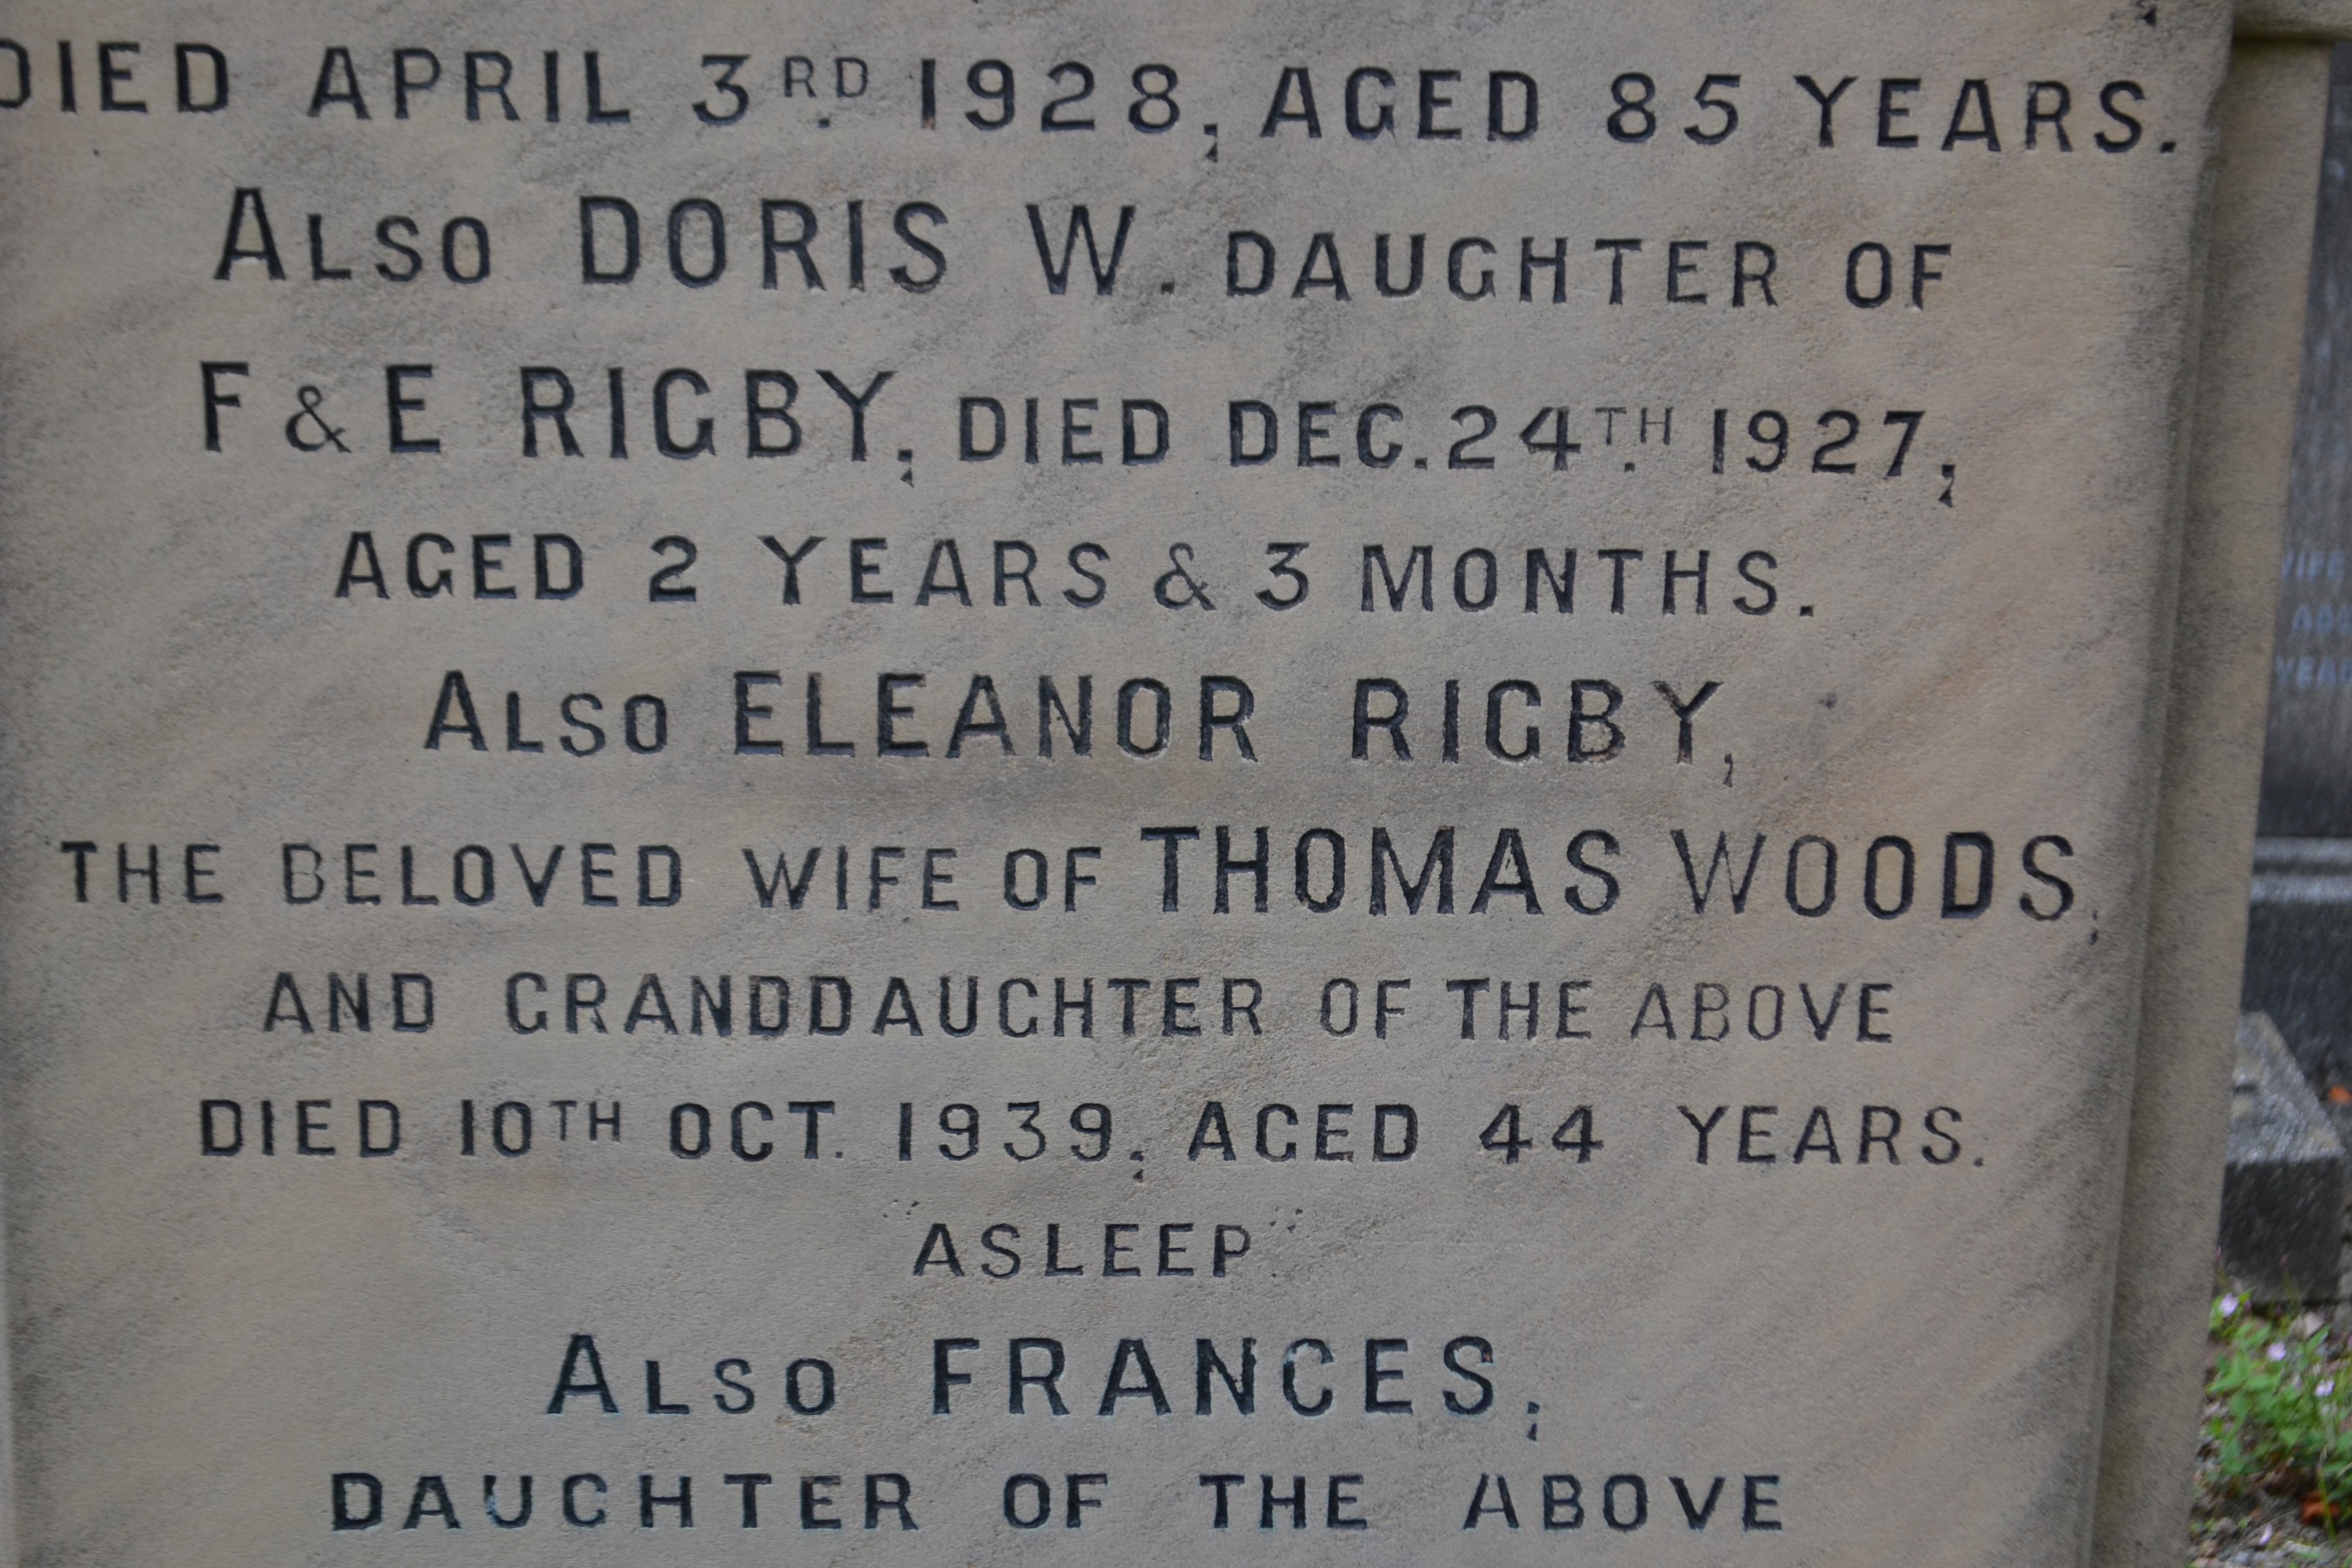 DIED APRIL 3RD. 1928, AGED 85 YEARS.
ALSO DORIS W. DAUGHTER OF
F & E RIGBY, DIED DEC. 24TH. 1927,
AGED 2 YEARS & 3 MONTHS.
ALSO ELEANOR RIGBY,
THE BELOVED WIFE OF THOMAS WOODS,
AND GRANDDAUGHTER OF THE ABOVE
DIED 10TH OCT. 1939, AGED 44 YEARS.
"ASLEEP."
ALSO FRANCES,
DAUGHTER OF THE ABOVE